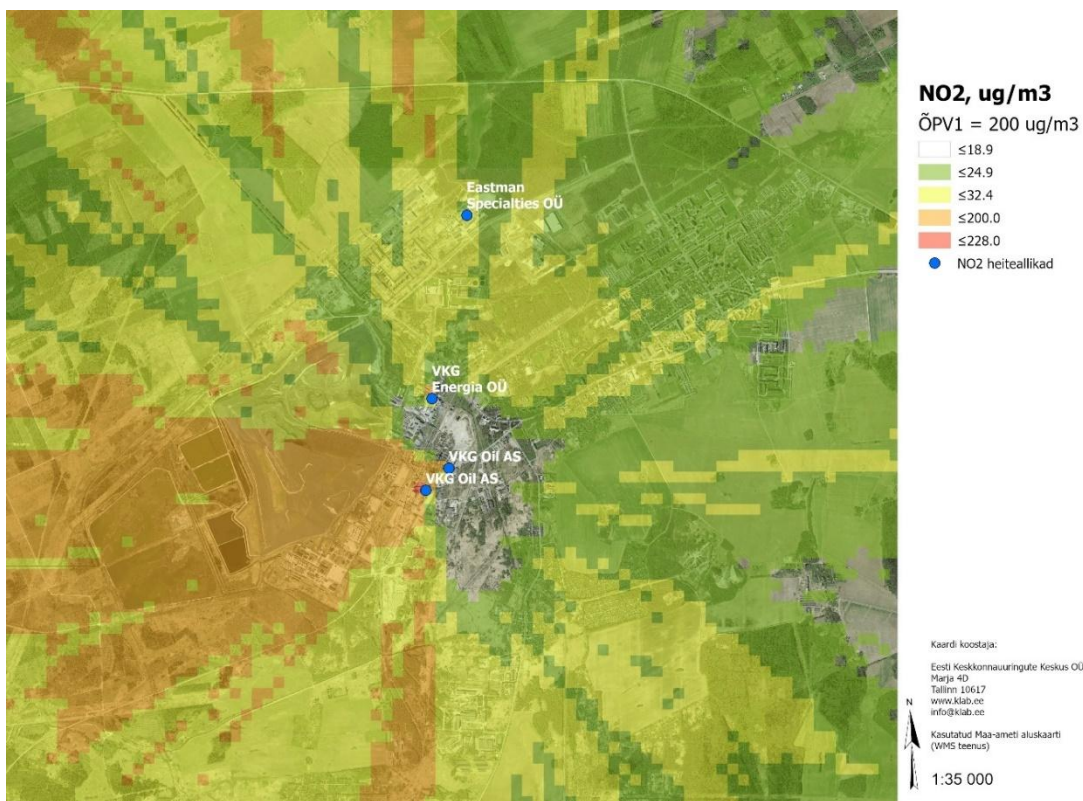 Eastman
Specialties OÜ
VKG
Energia OÜ
VKG Oil AS
VKG Oil AS
NO2, ug/m3
ÕPV1 = 200 ug/m3
≤18.9
≤24.9
≤32.4
≤200.0
≤228.0
NO2 heiteallikad
Kaardi koostaja:
Eesti Keskkonnauuringute Keskus OÜ
Marja 4D
Tallinn 10617
www.klab.ee
info@klab.ee
Kasutatud Maa-ameti aluskaarti
(WMS teenus)
N
1:35 000